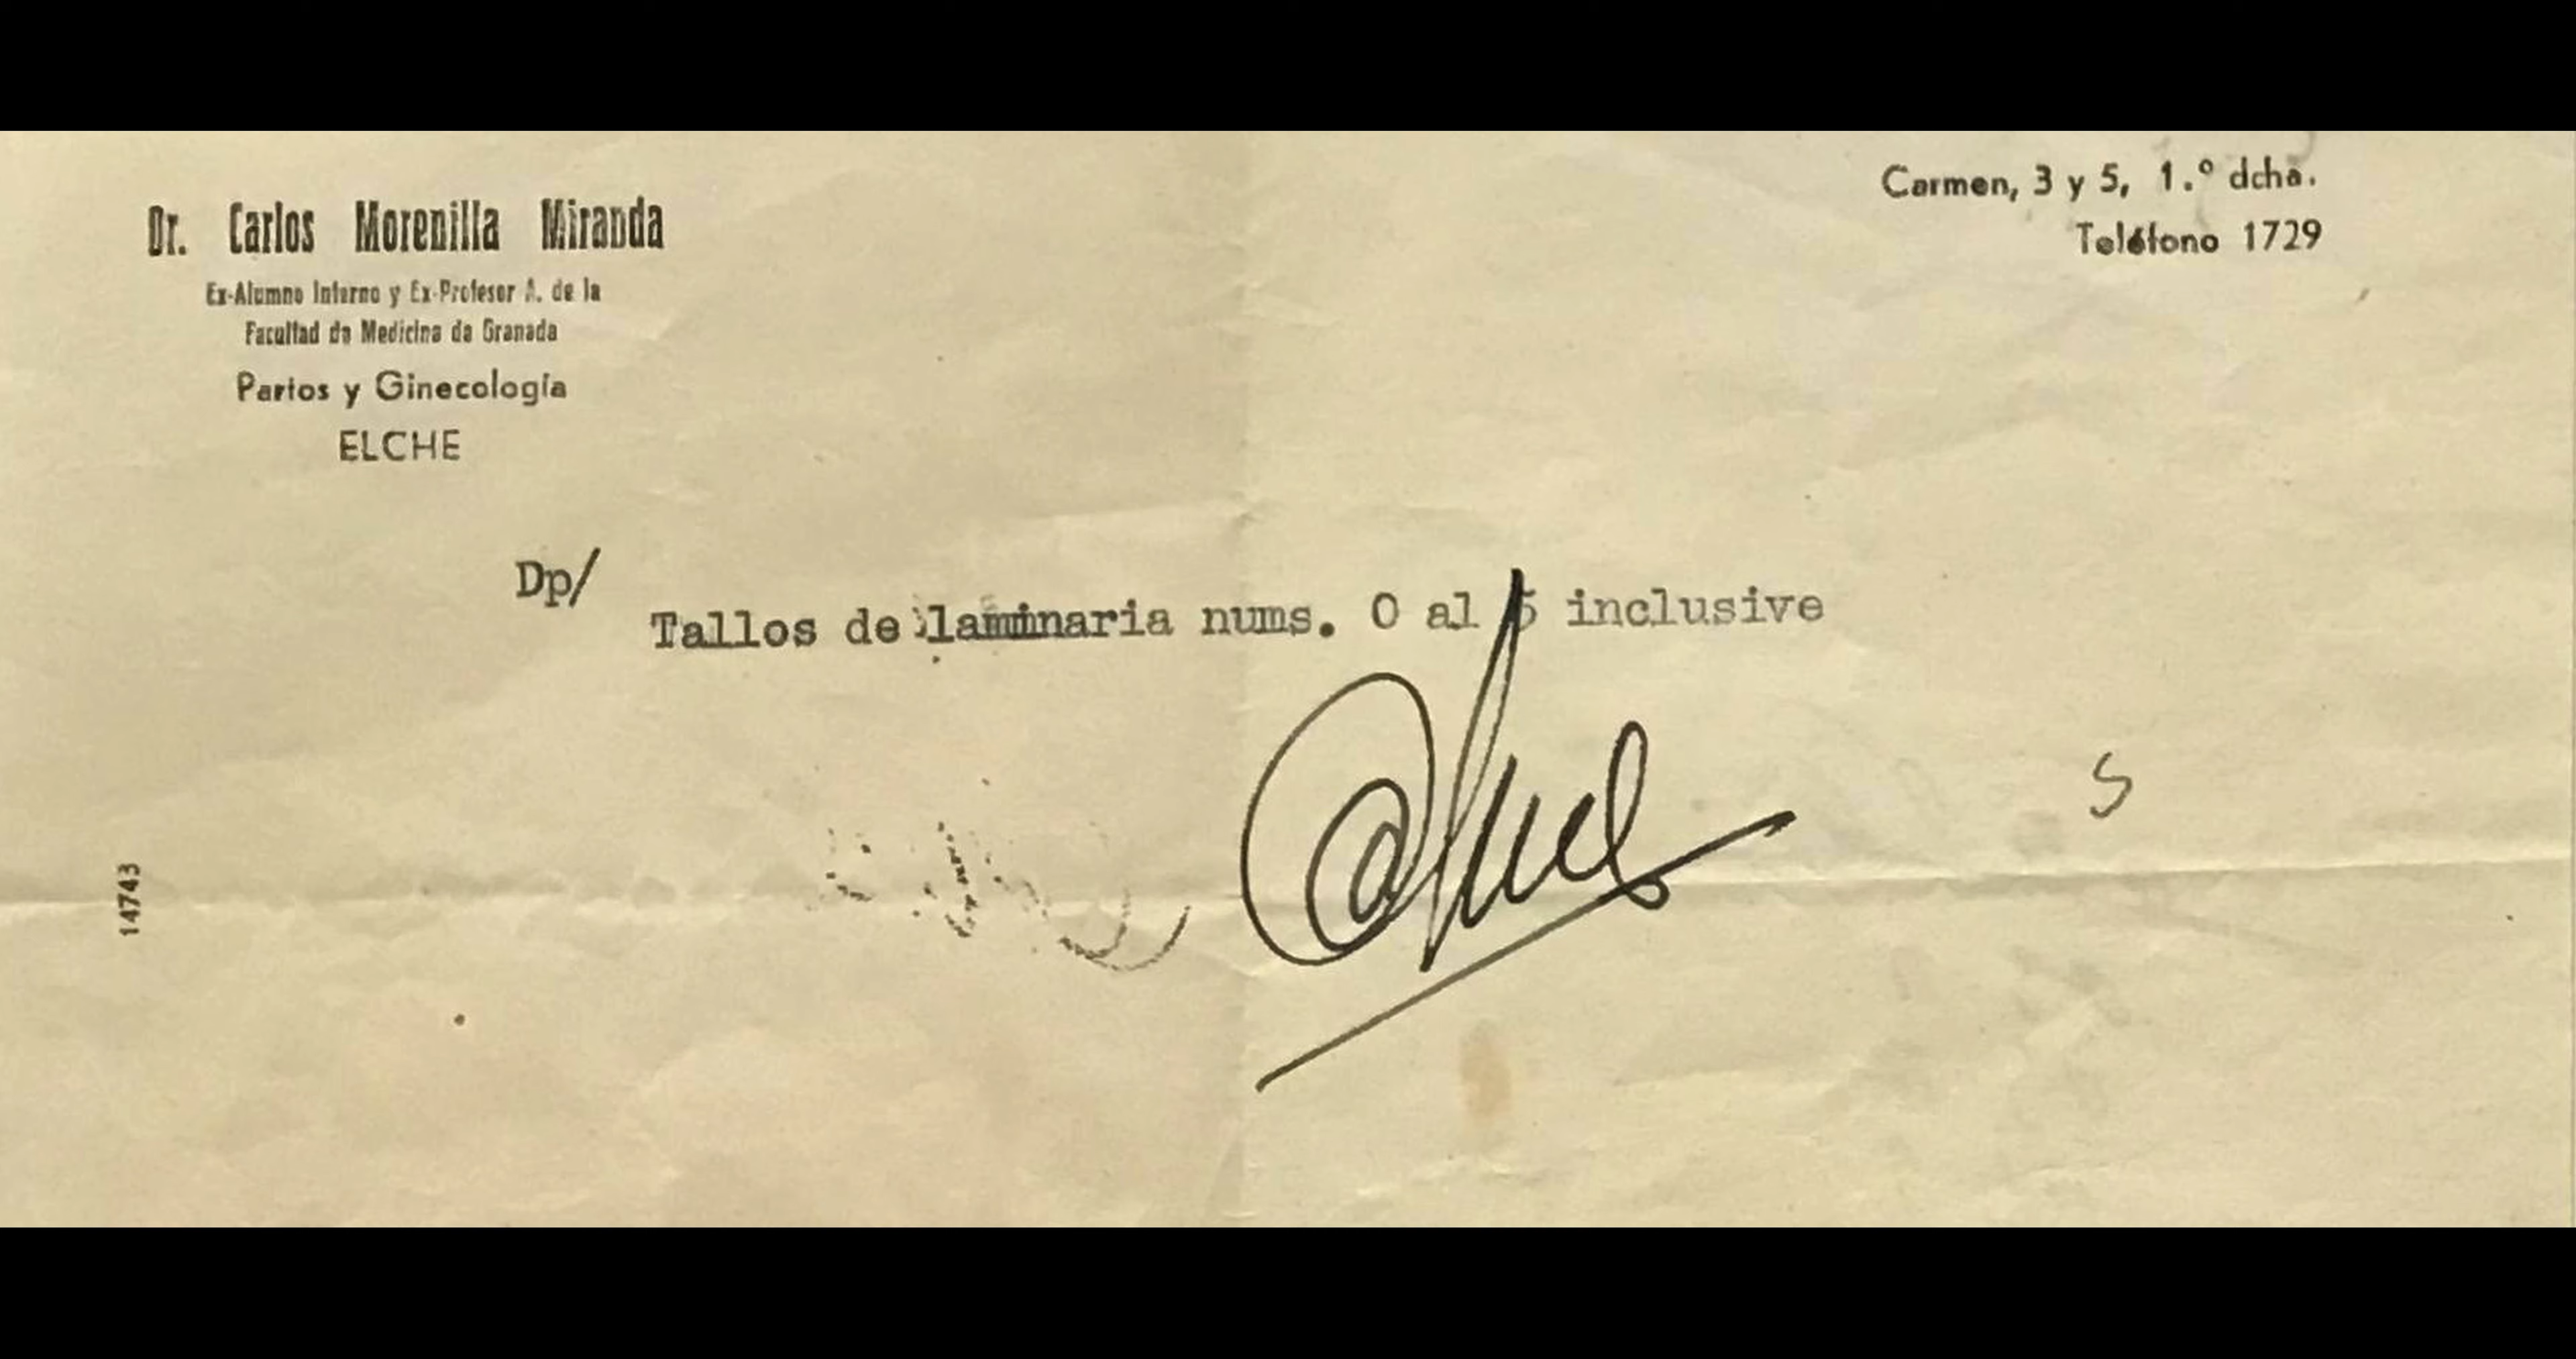 Dr. Carlos Morenilla Miranda
Ex-Alumno Interno y Ex-Profesor A. de la
Facultad de Medicina de Granada
Partos y Ginecología
ELCHE
Carmen, 3 y 5, 1.º dcha.
Teléfono 1729
Dp/
Tallos de laminaria nums. 0 al 5 inclusive
S
14743